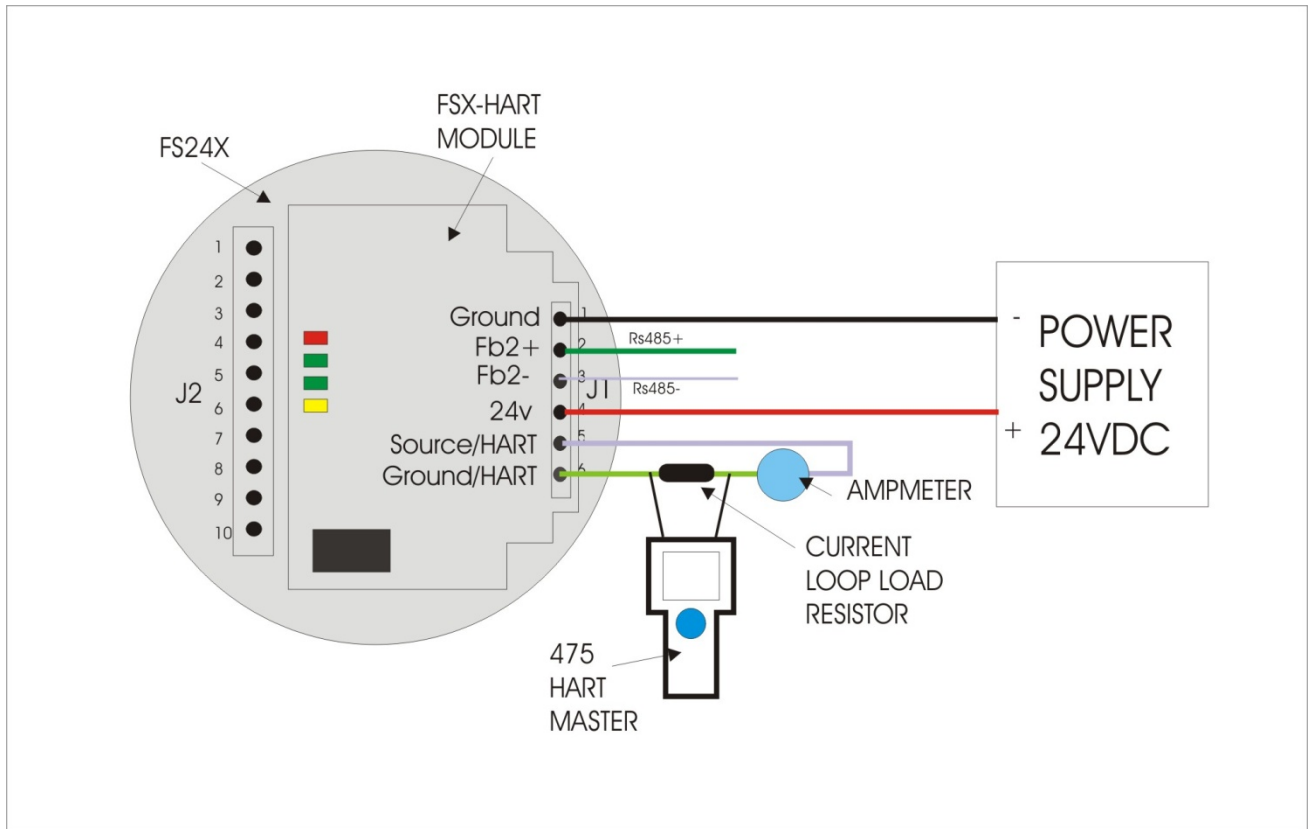 FSX-HART
MODULE
FS24X
J2
1
2
3
4
5
6
7
8
9
10
Ground
Fb2+
Fb2-
24v
Source/HART
Ground/HART
J1
1
2
3
4
5
6
Rs485+
Rs485-
-
+
POWER
SUPPLY
24VDC
AMPMETER
CURRENT
LOOP LOAD
RESISTOR
475
HART
MASTER